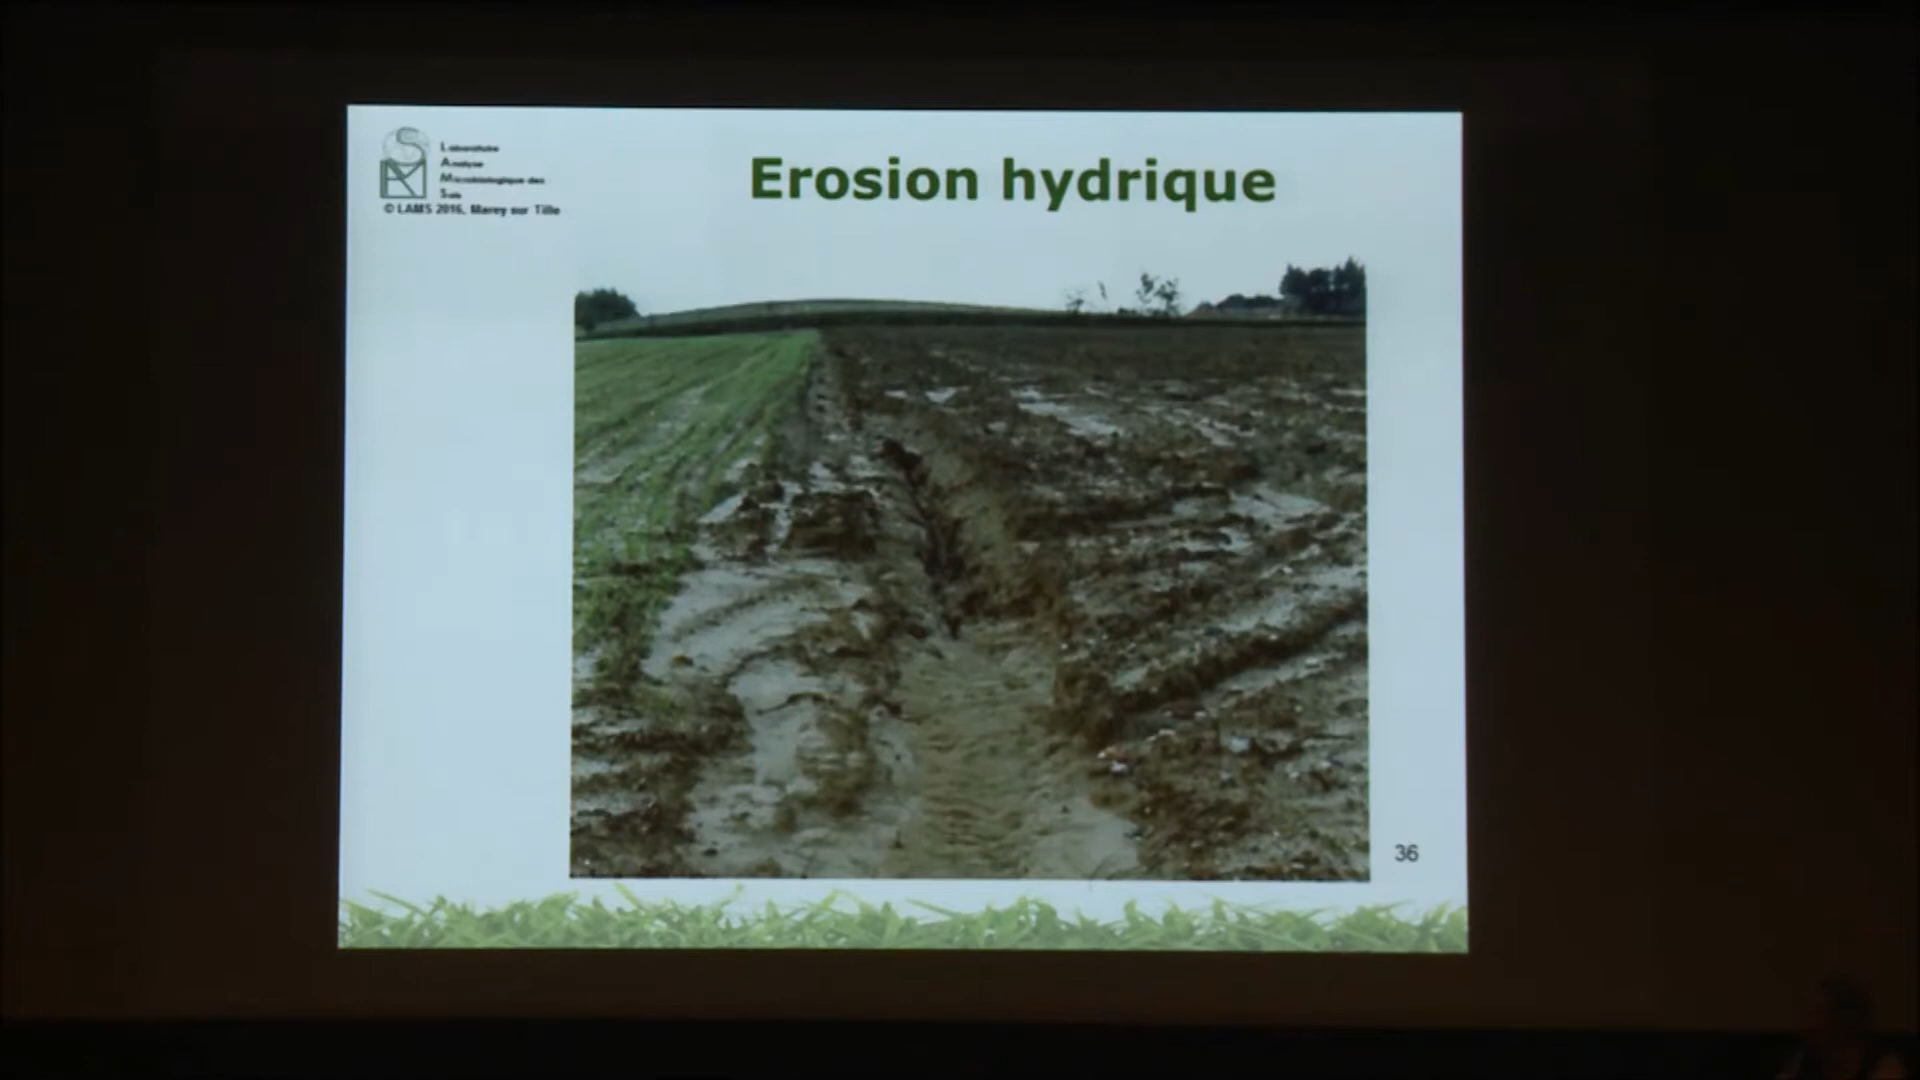 Laboratoire
Analyse
Microbiologique des
Sols
© LAMS 2016, Marey sur Tille
Erosion hydrique
36